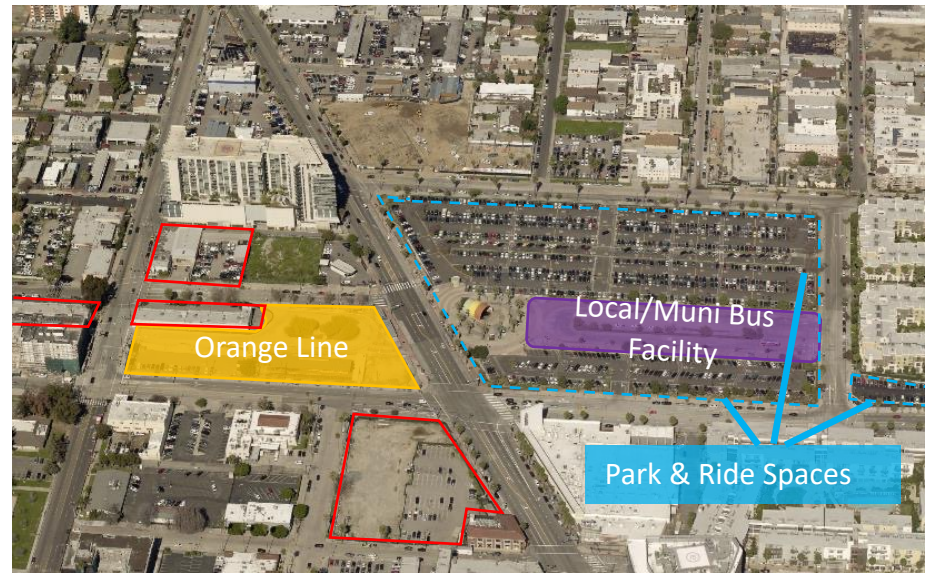 Local/Muni Bus
Facility
Orange Line
Park & Ride Spaces